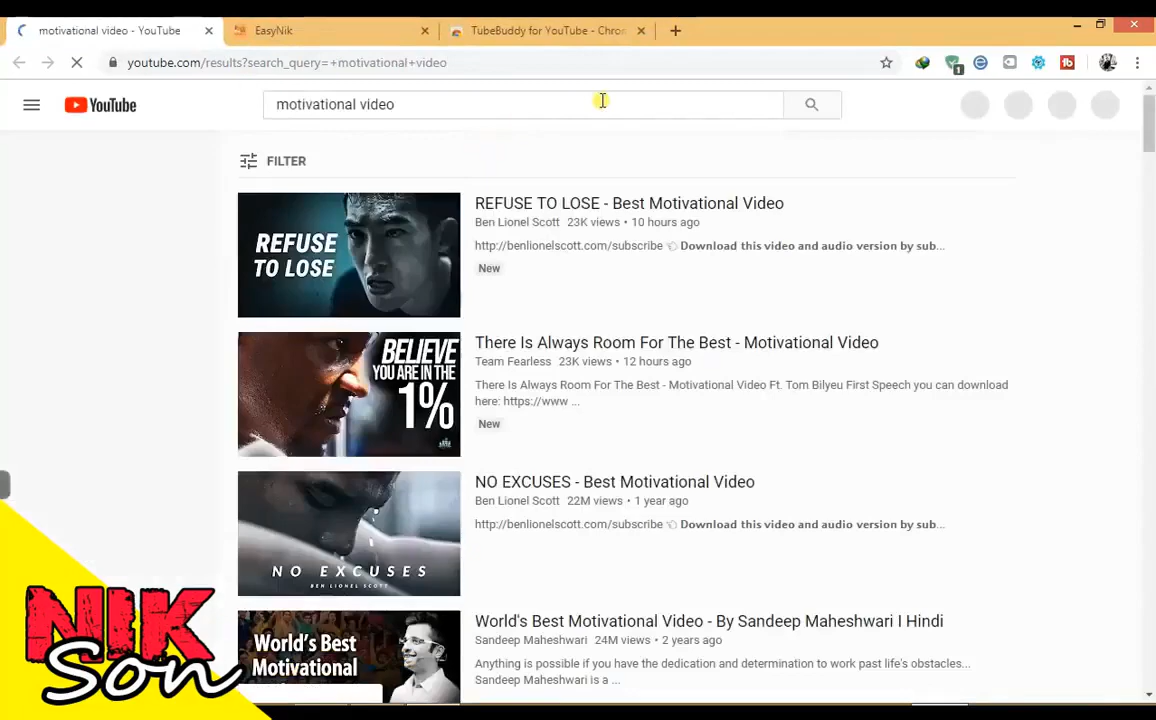 motivational video - YouTube
EasyNik
TubeBuddy for YouTube - Chrom
youtube.com/results?search_query=+motivational+video
1
YouTube
motivational video
FILTER
REFUSE TO LOSE
REFUSE TO LOSE - Best Motivational Video
Ben Lionel Scott 23K views • 10 hours ago
http://benlionelscott.com/subscribe Download this video and audio version by sub...
New
BELIEVE
YOU ARE IN THE
1%
There Is Always Room For The Best - Motivational Video
Team Fearless 23K views • 12 hours ago
There Is Always Room For The Best - Motivational Video Ft. Tom Bilyeu First Speech you can download
here: https://www ...
New
NO EXCUSES
BEN LIONEL SCOTT
NO EXCUSES - Best Motivational Video
Ben Lionel Scott 22M views • 1 year ago
http://benlionelscott.com/subscribe Download this video and audio version by sub...
World's Best
Motivational
World's Best Motivational Video - By Sandeep Maheshwari I Hindi
Sandeep Maheshwari 24M views • 2 years ago
Anything is possible if you have the dedication and determination to work past life's obstacles...
Sandeep Maheshwari is a ...
NIK
Son